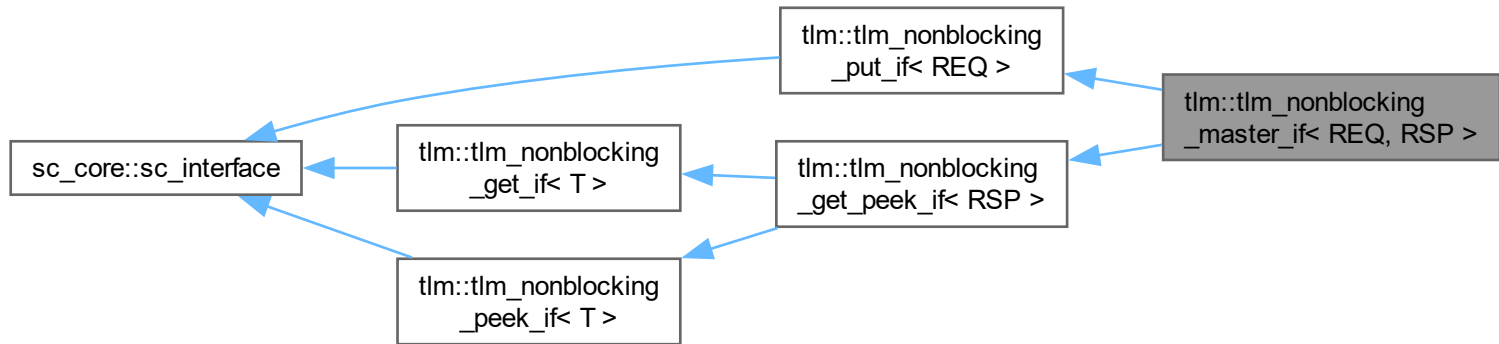 tlm::tlm_nonblocking
_put_if< REQ >
tlm::tlm_nonblocking
_master_if< REQ, RSP >
sc_core::sc_interface
tlm::tlm_nonblocking
_get_if< T >
tlm::tlm_nonblocking
_get_peek_if< RSP >
tlm::tlm_nonblocking
_peek_if< T >